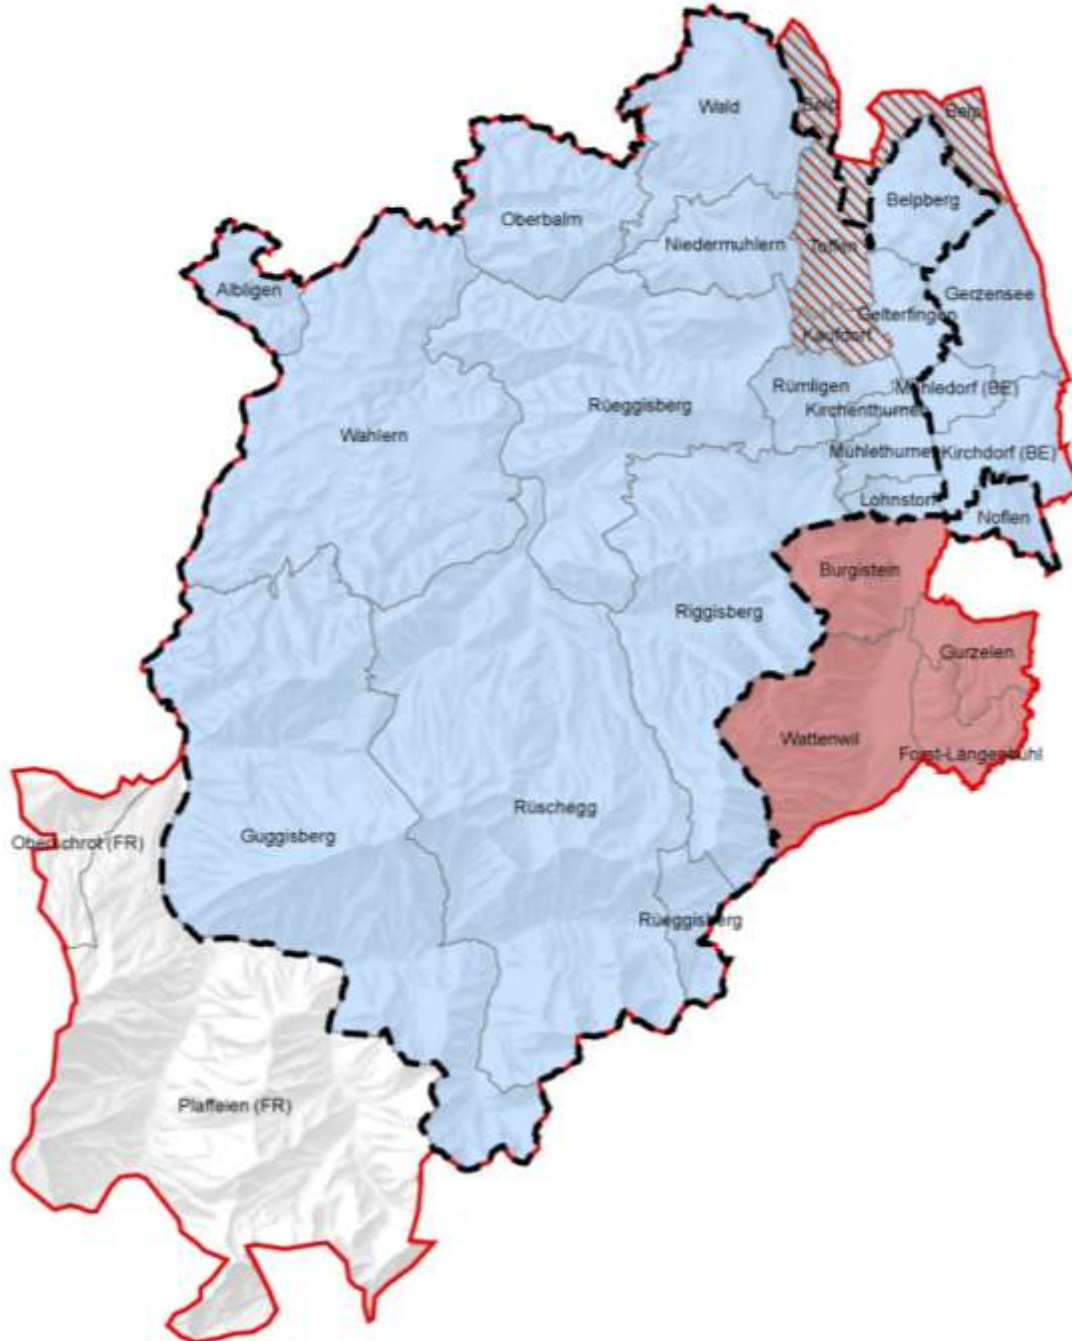 Wald
Belp
Belp
Belpberg
Oberbalm
Niedermuhlern
Toffen
Albligen
Gerzensee
Gelterfingen
Kaufdorf
Rümligen
Mühledorf (BE)
Rüeggisberg
Kirchenthurnen
Wahlern
Mühlethurnen
Kirchdorf (BE)
Lohnstorf
Noflen
Burgistein
Riggisberg
Gurzelen
Wattenwil
Forst-Längenbühl
Rüschegg
Guggisberg
Oberschrot (FR)
Rüeggisberg
Plaffeien (FR)